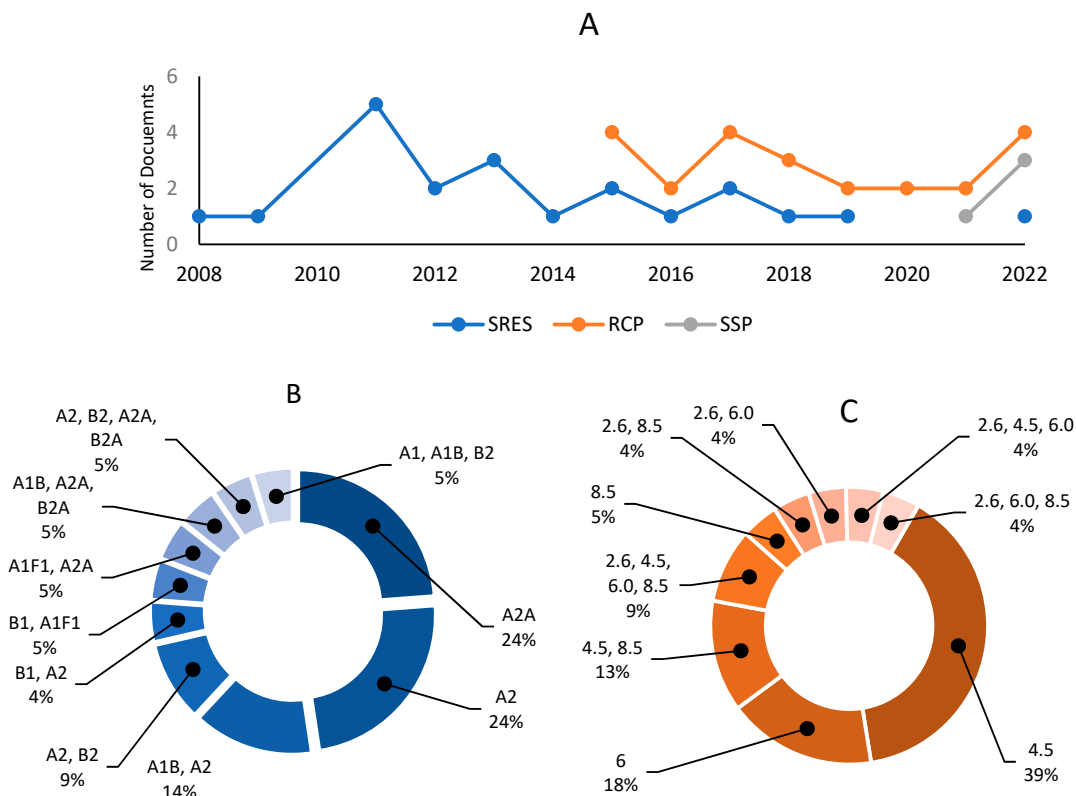 A
Number of Docuemnts
6
4
2
0
2008 2010 2012 2014 2016 2018 2020 2022
SRES RCP SSP
B
A2, B2, A2A,
B2A
5%
A1, A1B, B2
5%
A1B, A2A,
B2A
5%
A1F1, A2A
5%
B1, A1F1
5%
B1, A2
4%
A2, B2
9%
A1B, A2
14%
A2
24%
A2A
24%
C
2.6, 6.0
4%
2.6, 8.5
4%
2.6, 4.5, 6.0
4%
8.5
5%
2.6, 6.0, 8.5
4%
2.6, 4.5,
6.0, 8.5
9%
4.5, 8.5
13%
6
18%
4.5
39%